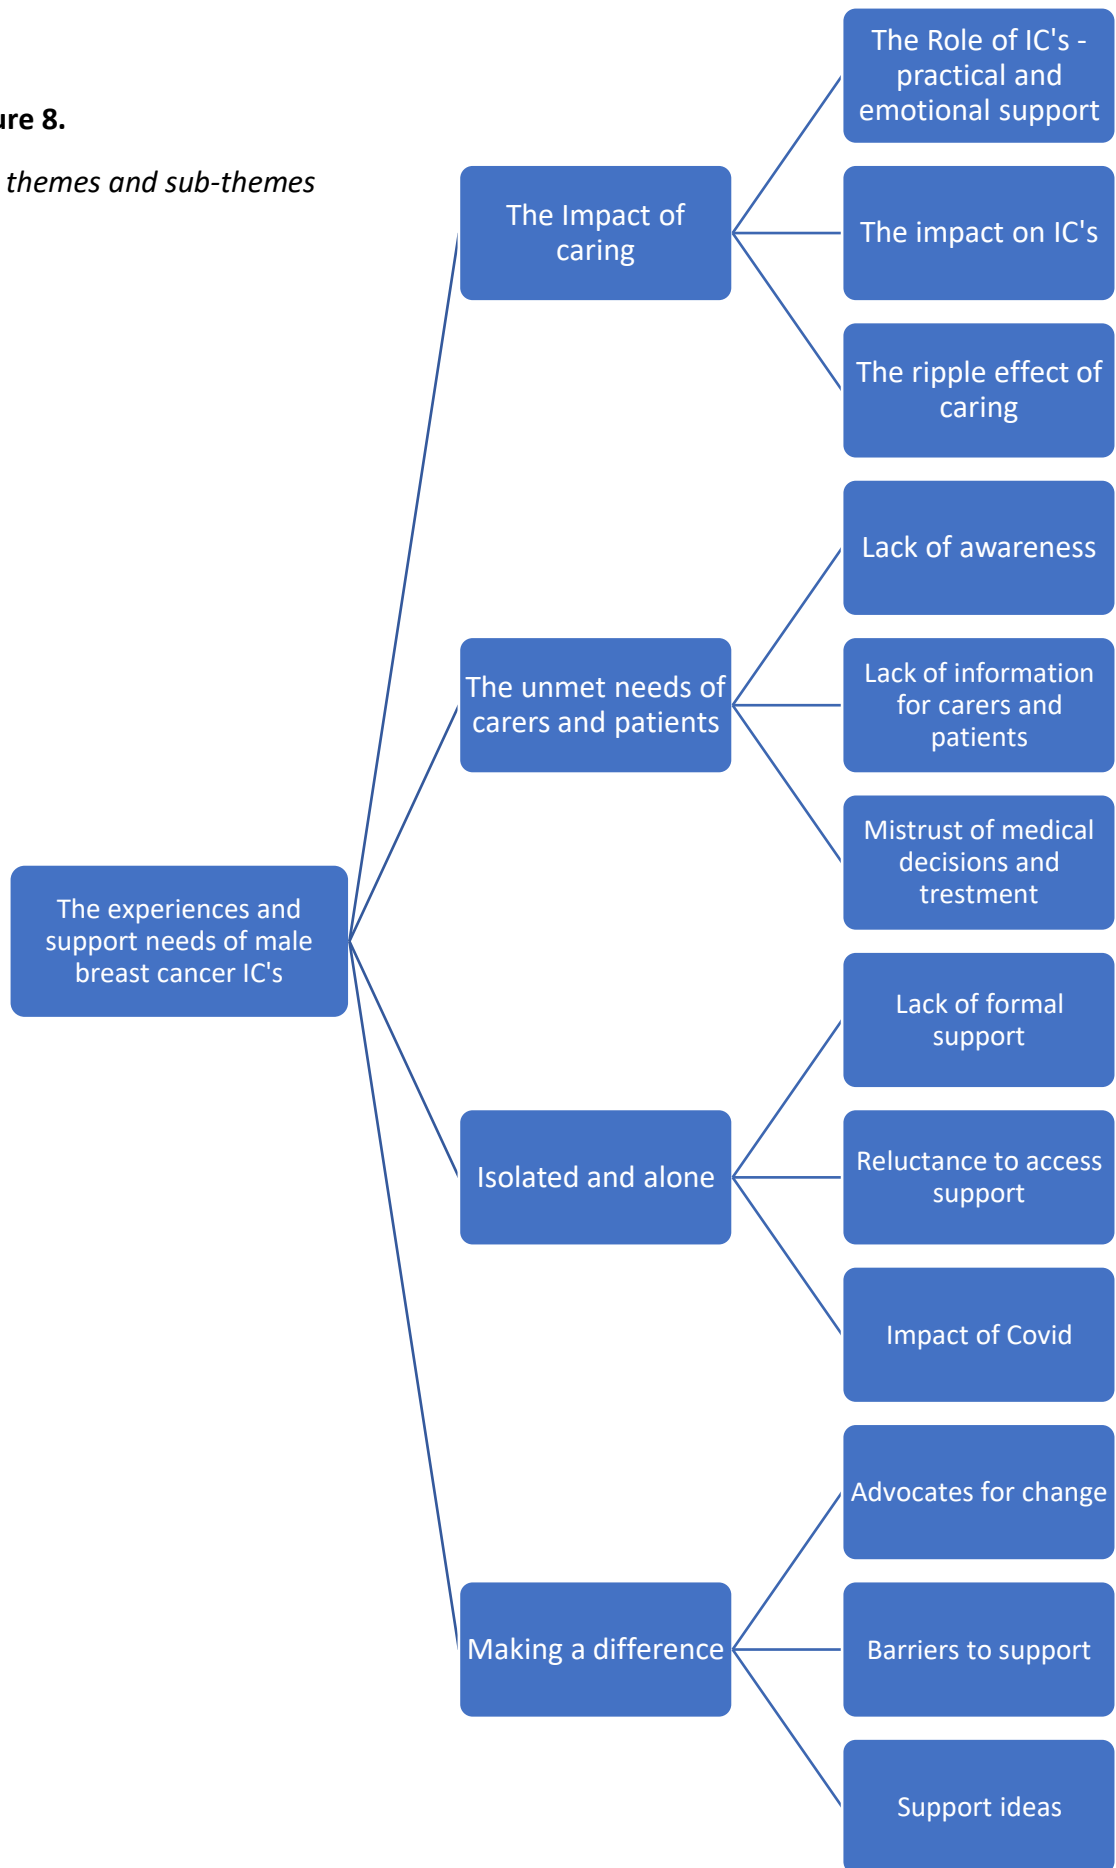 ure 8.
themes and sub-themes
The experiences and
support needs of male
breast cancer IC's
The Impact of
caring
The Role of IC's -
practical and
emotional support
The impact on IC's
The ripple effect of
caring
The unmet needs of
carers and patients
Lack of awareness
Lack of information
for carers and
patients
Mistrust of medical
decisions and
trestment
Isolated and alone
Lack of formal
support
Reluctance to access
support
Impact of Covid
Making a difference
Advocates for change
Barriers to support
Support ideas